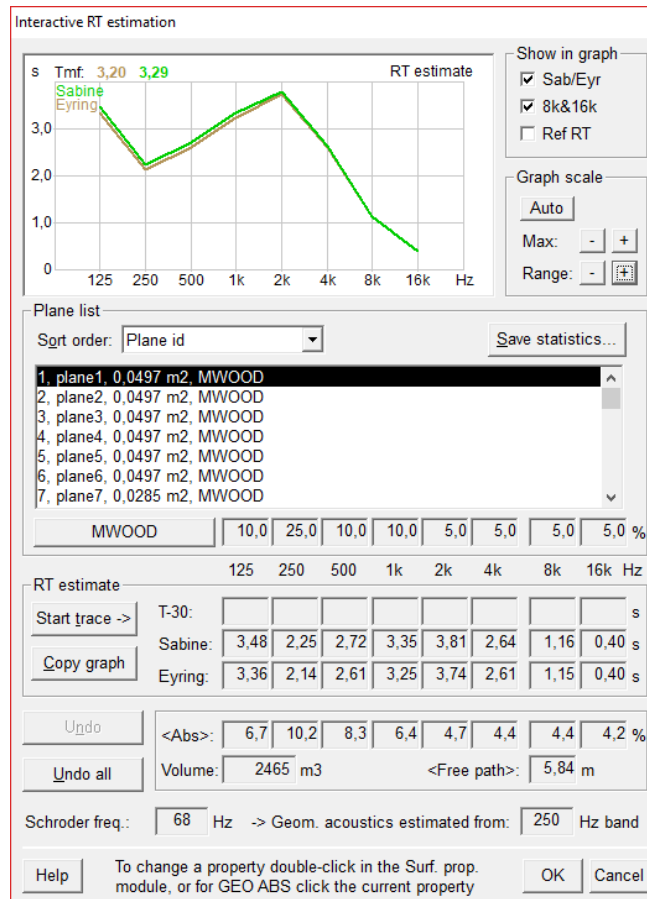 Interactive RT estimation
s Tmf: 3,20 3,29 RT estimate
Sabine
Eyring
3,0
2,0
1,0
0
125 250 500 1k 2k 4k 8k 16k Hz
Show in graph
Sab/Eyr
8k&16k
Ref RT
Graph scale
Auto
Max: - +
Range: - +
Plane list
Sort order: Plane id Save statistics...
1, plane1, 0,0497 m2, MWOOD
2, plane2, 0,0497 m2, MWOOD
3, plane3, 0,0497 m2, MWOOD
4, plane4, 0,0497 m2, MWOOD
5, plane5, 0,0497 m2, MWOOD
6, plane6, 0,0497 m2, MWOOD
7, plane7, 0,0285 m2, MWOOD
MWOOD 10,0 25,0 10,0 10,0 5,0 5,0 5,0 5,0 %
125 250 500 1k 2k 4k 8k 16k Hz
RT estimate
Start trace -> T-30: s
Sabine: 3,48 2,25 2,72 3,35 3,81 2,64 1,16 0,40 s
Copy graph
Eyring: 3,36 2,14 2,61 3,25 3,74 2,61 1,15 0,40 s
Undo
<Abs>: 6,7 10,2 8,3 6,4 4,7 4,4 4,4 4,2 %
Undo all Volume: 2465 m3 <Free path>: 5,84 m
Schroder freq.: 68 Hz -> Geom. acoustics estimated from: 250 Hz band
Help
To change a property double-click in the Surf. prop.
module, or for GEO ABS click the current property
OK Cancel